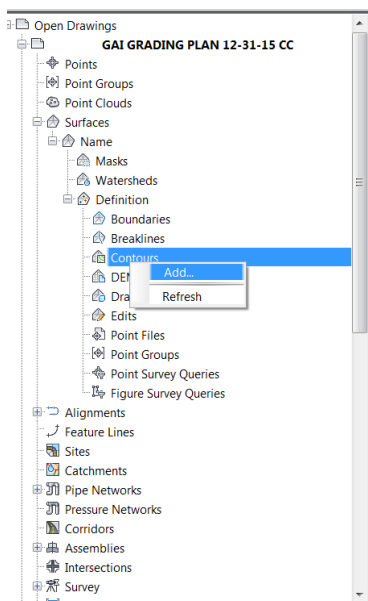 Open Drawings
GAI GRADING PLAN 12-31-15 CC
Points
Point Groups
Point Clouds
Surfaces
Name
Masks
Watersheds
Definition
Boundaries
Breaklines
Contours
Add...
DE
Dra
Refresh
Edits
Point Files
Point Groups
Point Survey Queries
Figure Survey Queries
Alignments
Feature Lines
Sites
Catchments
Pipe Networks
Pressure Networks
Corridors
Assemblies
Intersections
Survey